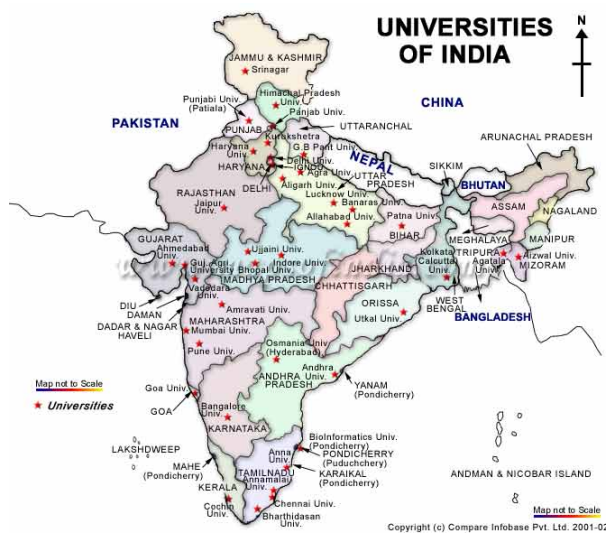 UNIVERSITIES
OF INDIA
N
JAMMU & KASHMIR
Srinagar
Himachal Pradesh
Univ.
Punjabi Univ.
(Patiala)
Panjab Univ.
CHINA
PAKISTAN
PUNJAB
UTTARANCHAL
Kurukshetra
Haryana
Univ.
G.B Pant Univ.
Delhi Univ.
IGNOU
HARYANA
DELHI
Agra Univ.
NEPAL
UTTAR
PRADESH
ARUNACHAL PRADESH
SIKKIM
BHUTAN
RAJASTHAN
Jaipur
Univ.
Aligarh Univ.
Lucknow Univ.
Banaras Univ.
Allahabad Univ.
Patna Univ.
BIHAR
ASSAM
NAGALAND
MEGHALAYA
MANIPUR
GUJARAT
Ahmedabad
Univ.
Guj.Agri
University
Vadodara
Univ.
Ujjaini Univ.
Indore Univ.
Bhopal Univ.
MADHYA PRADESH
JHARKHAND
CHHATTISGARH
Kolkata
Calcutta
Univ.
TRIPURA
Agatala
Univ.
Aizwal Univ.
MIZORAM
DIU
DAMAN
DADAR & NAGAR
HAVELI
Amravati Univ.
MAHARASHTRA
Mumbai Univ.
Pune Univ.
ORISSA
Utkal Univ.
WEST
BENGAL
BANGLADESH
Osmania Univ.
(Hyderabad)
ANDHRA
PRADESH
Andhra
Univ.
YANAM
(Pondicherry)
Map not to Scale
Universities
Goa Univ.
GOA
Bangalore
Univ.
KARNATAKA
BioInformatics Univ.
(Pondicherry)
PONDICHERRY
(Puduchery)
KARAIKAL
(Pondicherry)
LAKSHDWEEP
MAHE
(Pondicherry)
Anna
Univ.
TAMILNADU
Annamalau
Univ.
KERALA
Cochin
Univ.
Chennai Univ.
Bharthidasan
Univ.
ANDMAN & NICOBAR ISLAND
Map not to Scale
Copyright (c) Compare Infobase Pvt. Ltd. 2001-02